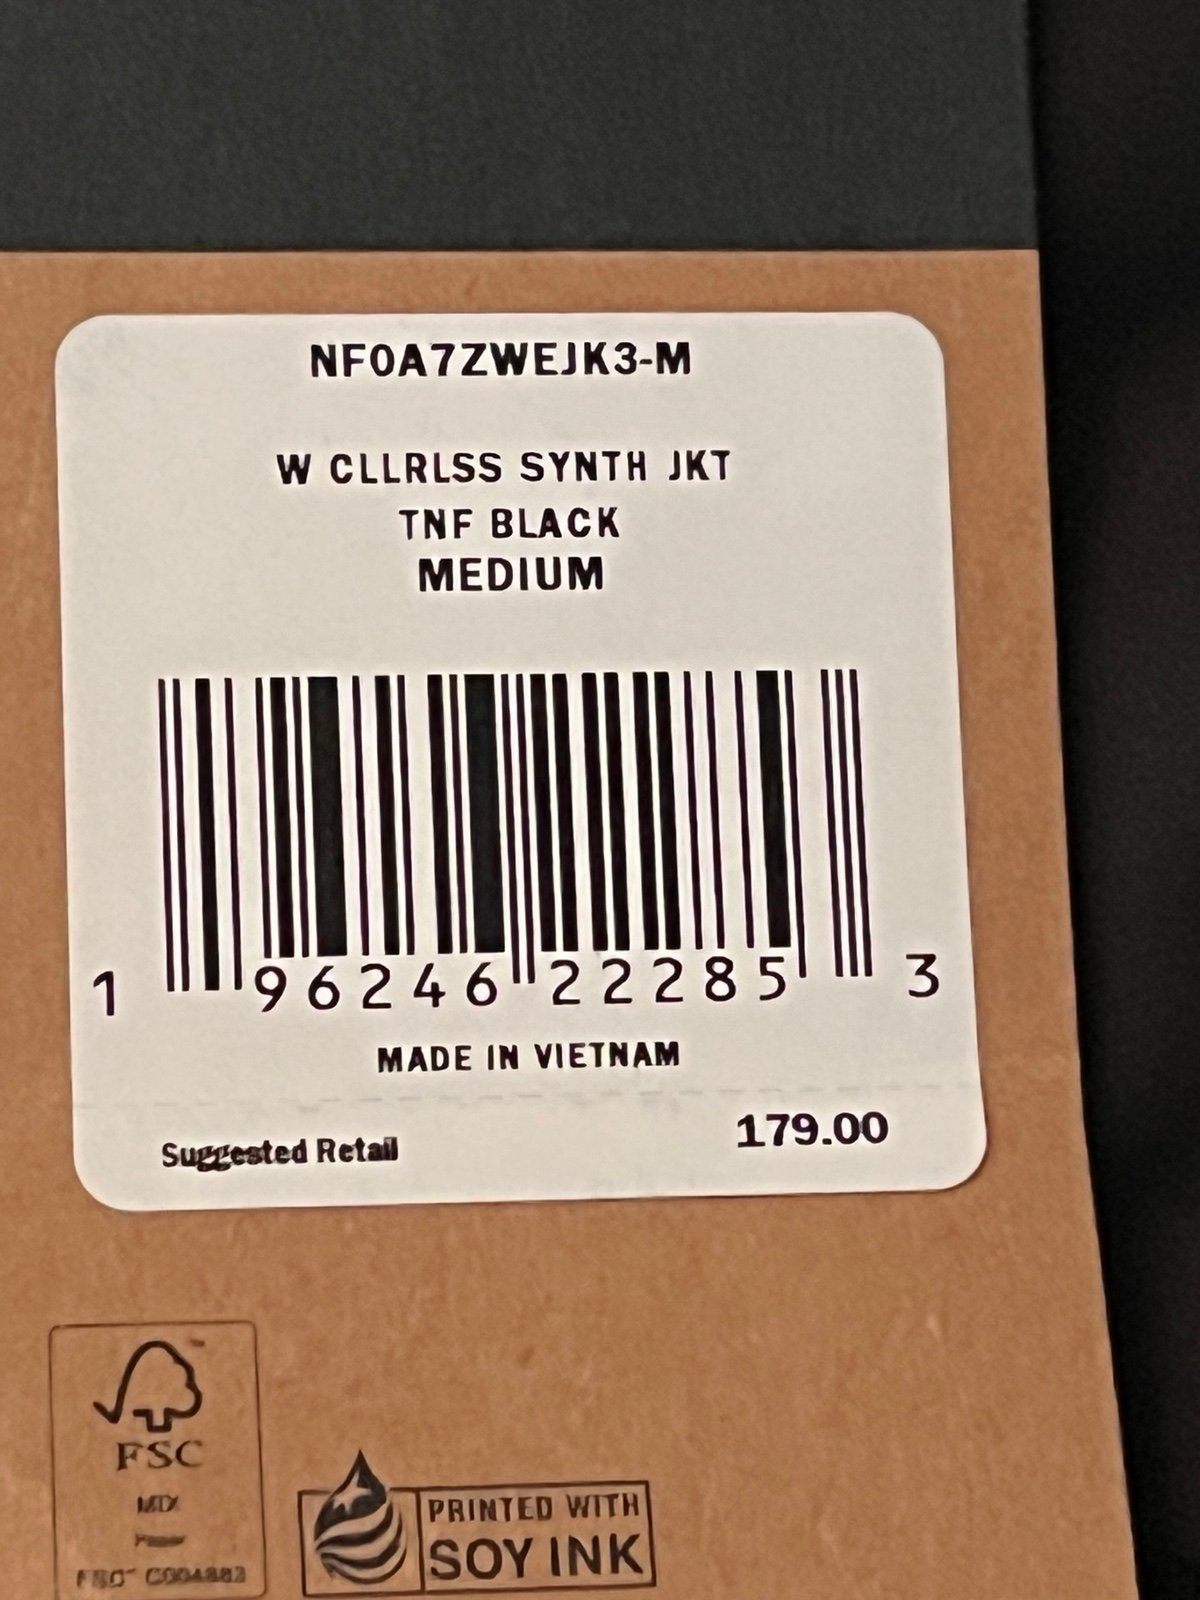 NF0A7ZWEJK3-M
W CLLRLSS SYNTH JKT
TNF BLACK
MEDIUM
1 96246 22285 3
MADE IN VIETNAM
Suggested Retail 179.00
FSC
MIX
PRINTED WITH
SOY INK